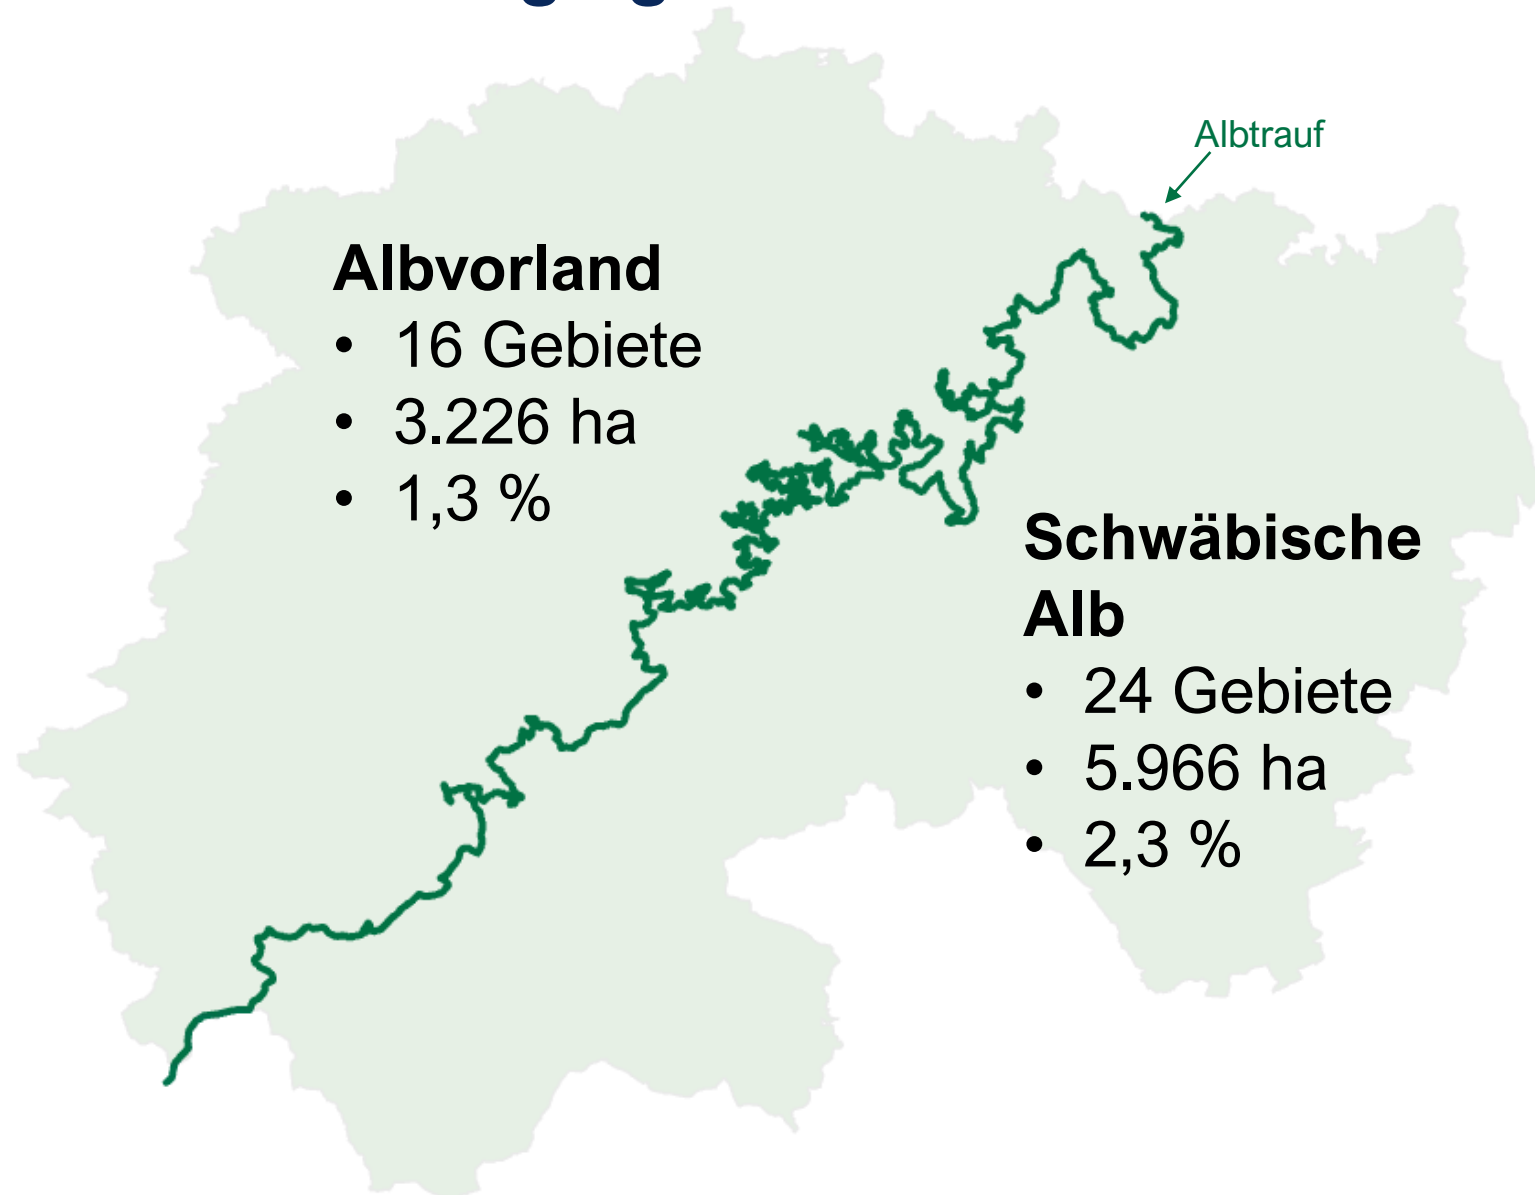 Albtrauf
Albvorland
• 16 Gebiete
• 3.226 ha
• 1,3 %
Schwäbische
Alb
• 24 Gebiete
• 5.966 ha
• 2,3 %